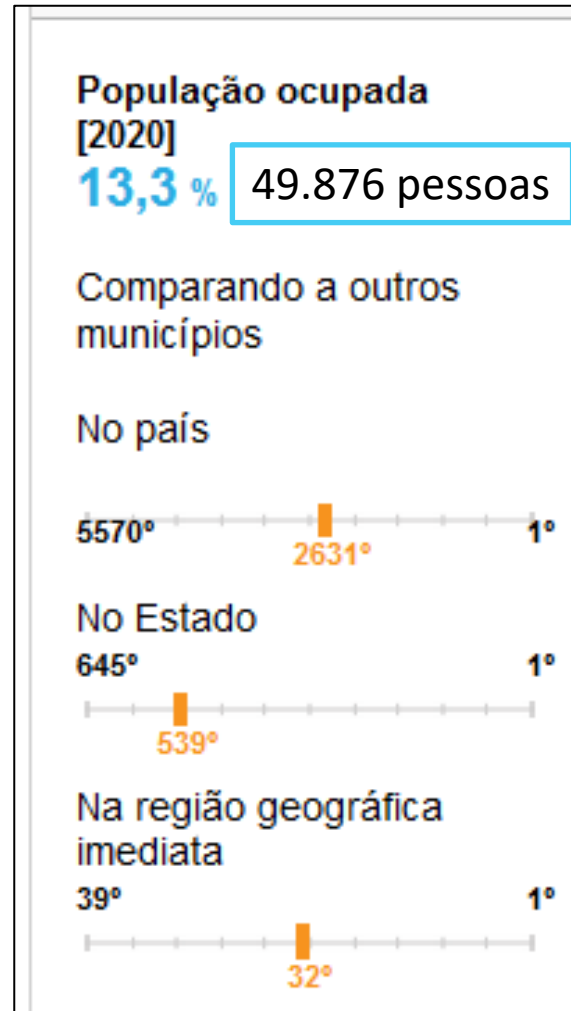 População ocupada
[2020]
13,3 % 49.876 pessoas
Comparando a outros
municípios
No país
5570º 1º
2631º
No Estado
645º 1º
539º
Na região geográfica
imediata
39º 1º
32º